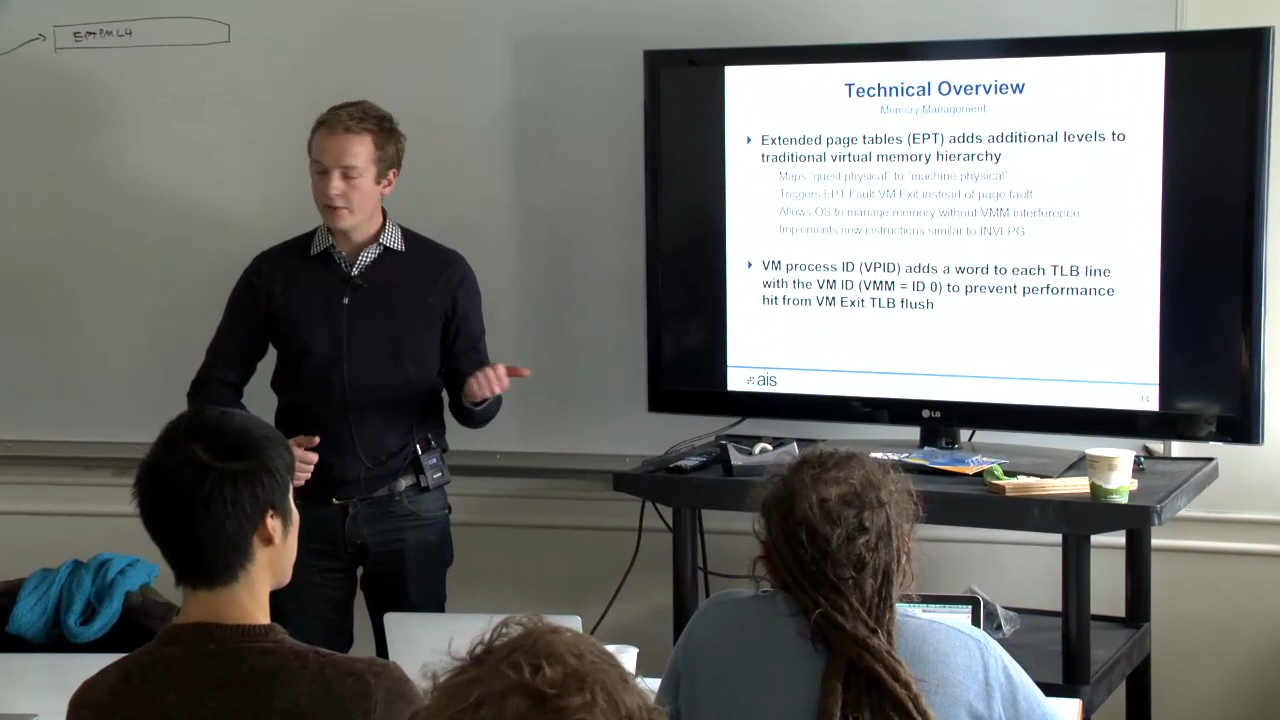 EPTPML4
Technical Overview
Memory Management
Extended page tables (EPT) adds additional levels to
traditional virtual memory hierarchy
Maps "guest physical" to "machine physical"
Triggers EPT Fault VM Exit instead of page fault
Allows OS to manage memory without VMM interference
Implements new instructions similar to INVLPG
VM process ID (VPID) adds a word to each TLB line
with the VM ID (VMM = ID 0) to prevent performance
hit from VM Exit TLB flush
ais
14
LG